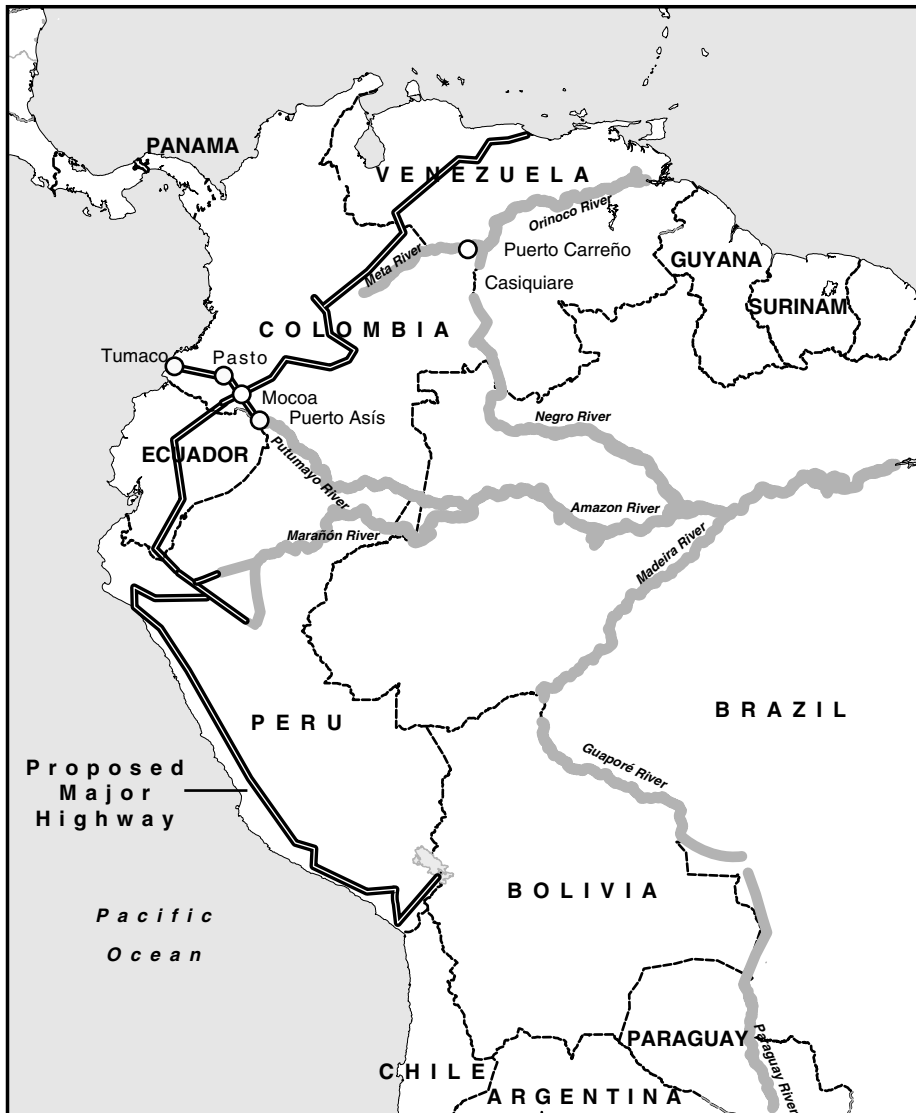 PANAMA
VENEZUELA
Orinoco River
Puerto Carreño
Meta River
GUYANA
Casiquiare
SURINAM
COLOMBIA
Tumaco
Pasto
Mocoa
Puerto Asís
Negro River
ECUADOR
Putumayo River
Amazon River
Marañón River
Madeira River
PERU
BRAZIL
Proposed
Major
Highway
Guaporé River
BOLIVIA
Pacific
Ocean
PARAGUAY
Paraguay River
CHILE
ARGENTINA